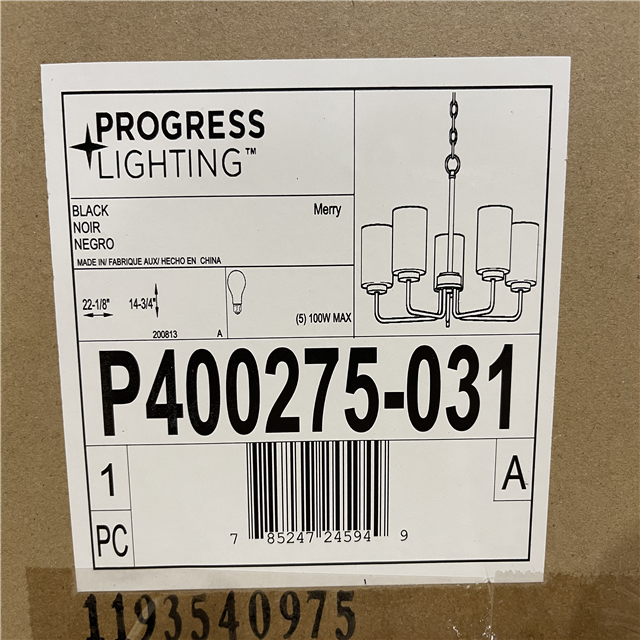 PROGRESS
LIGHTING™
BLACK Merry
NOIR
NEGRO
MADE IN/ FABRIQUE AUX/ HECHO EN CHINA
22-1/8" 14-3/4"
(5) 100W MAX
200813 A
P400275-031
1 A
PC
7 85247 24594 9
1193540975